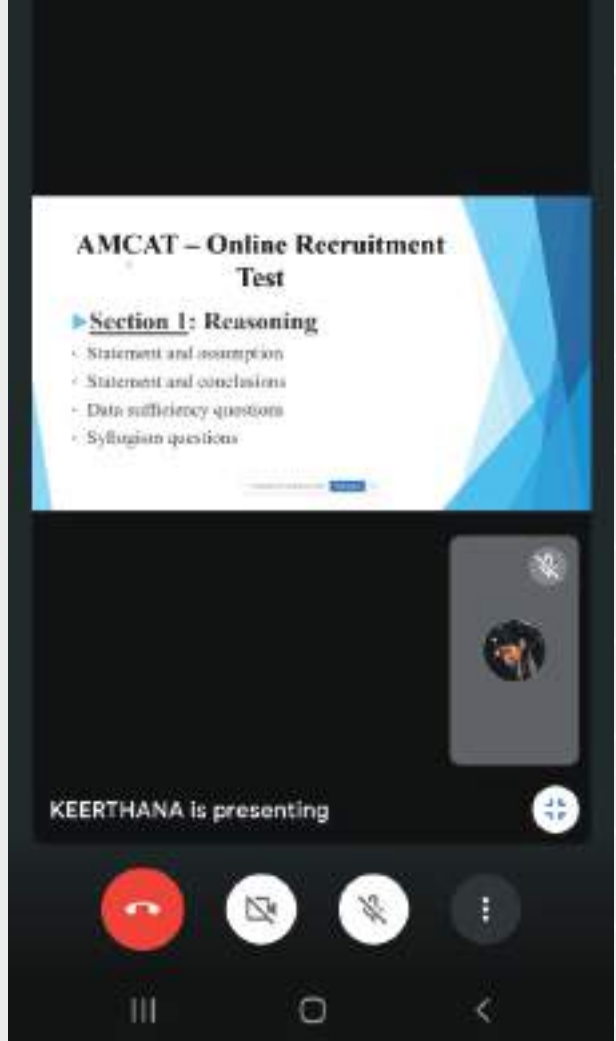 AMCAT – Online Recruitment
Test
Section 1: Reasoning
Statement and assumption
Statement and conclusions
Data sufficiency questions
Syllogism questions
KEERTHANA is presenting